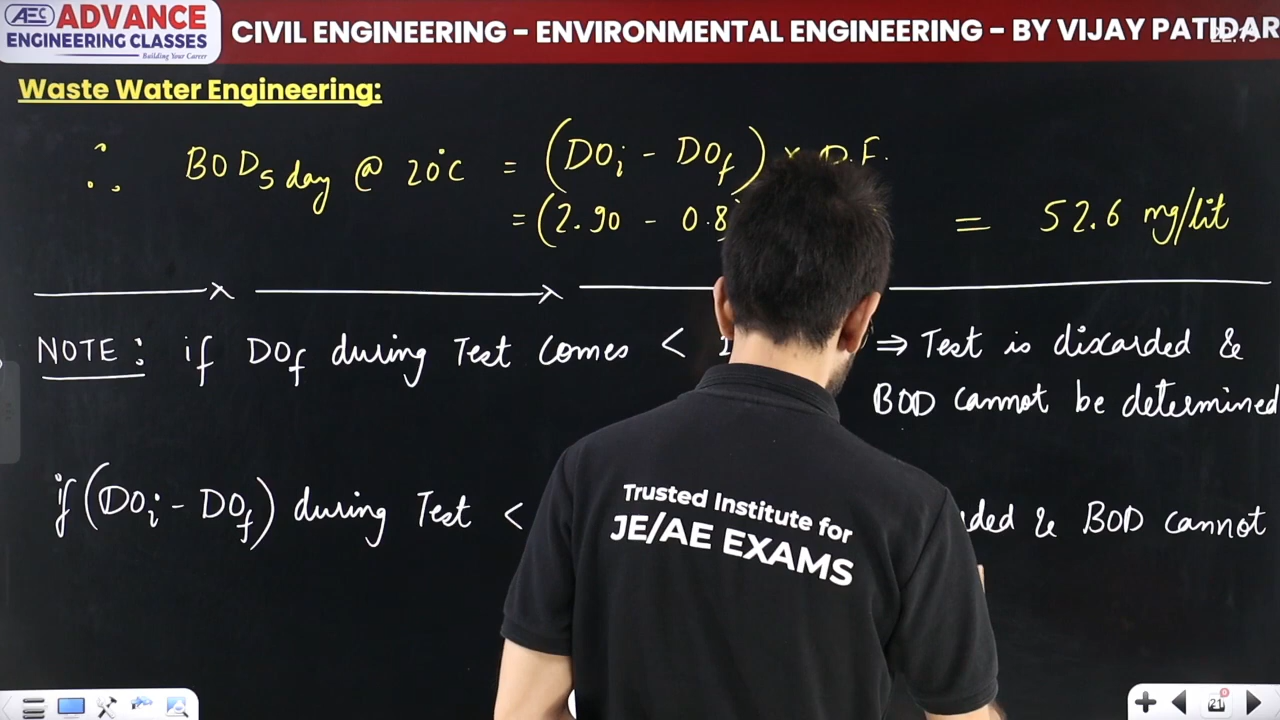 AEC ADVANCE
ENGINEERING CLASSES
Building Your Career
CIVIL ENGINEERING - ENVIRONMENTAL ENGINEERING - BY VIJAY PATIDAR
Waste Water Engineering:
∴ BOD5 day @ 20°C = (DOi - DOf) × D.F.
= (2.90 - 0.8 = 52.6 mg/lit
NOTE: if DOf during Test Comes < ⇒ Test is discarded &
BOD cannot be determined
if (DOi - DOf) during Test < & BOD cannot
Trusted Institute for
JE/AE EXAMS
21